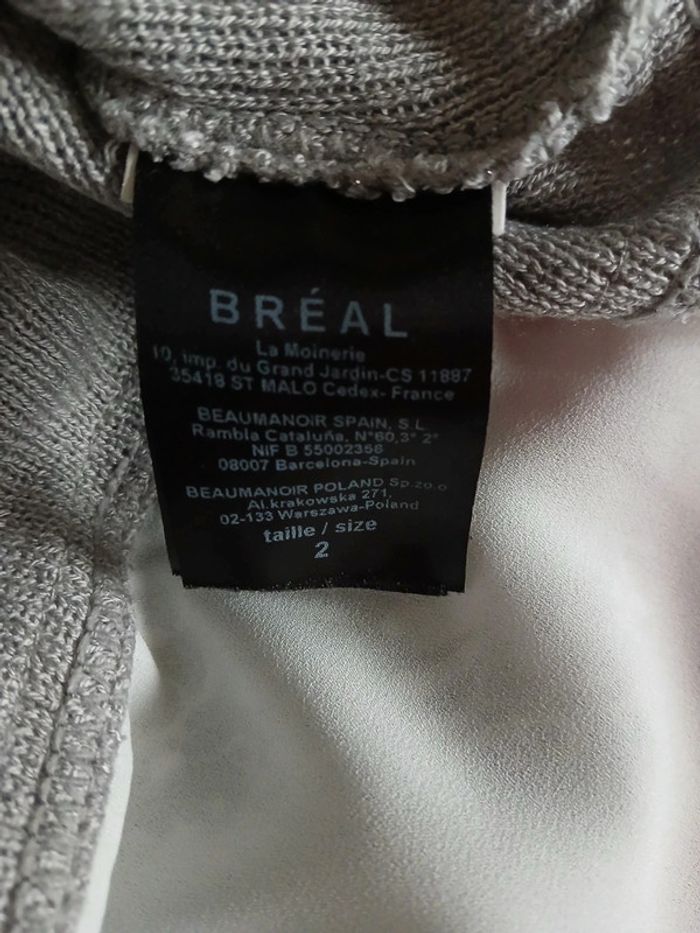 BRÉAL
La Moinerie
10, imp. du Grand Jardin-CS 11887
35418 ST MALO Cedex- France
BEAUMANOIR SPAIN, S.L
Rambla Cataluña, N°60,3° 2°
NIF B 55002356
08007 Barcelona-Spain
BEAUMANOIR POLAND Sp.zo.o
Al.krakowska 271,
02-133 Warszawa-Poland
taille / size
2